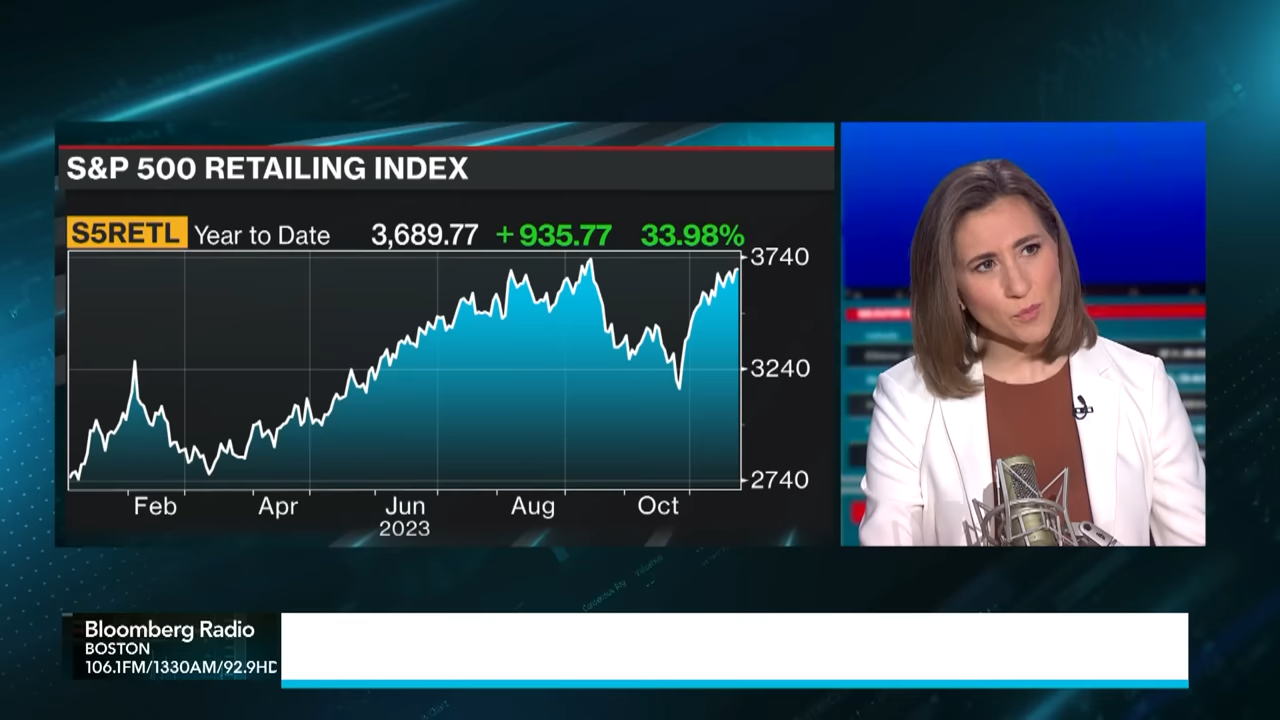 S&P 500 RETAILING INDEX
S5RETL Year to Date 3,689.77 +935.77 33.98%
3740
3240
2740
Feb Apr Jun Aug Oct
2023
Bloomberg Radio
BOSTON
106.1FM/1330AM/92.9HD